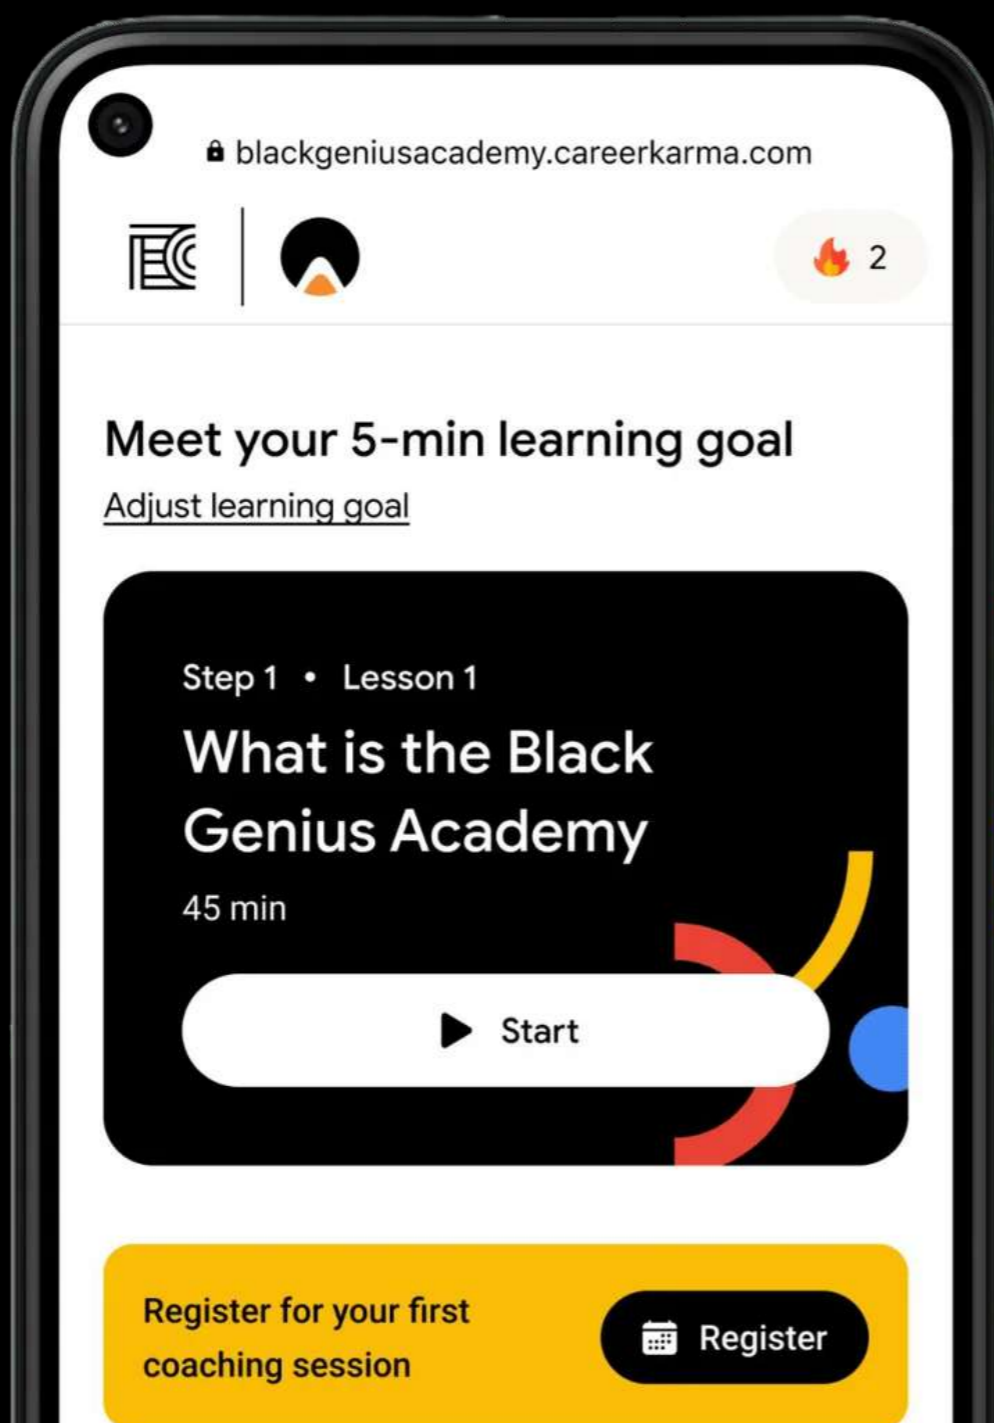 blackgeniusacademy.careerkarma.com
EC
2
Meet your 5-min learning goal
Adjust learning goal
Step 1 • Lesson 1
What is the Black
Genius Academy
45 min
Start
Register for your first
coaching session
Register